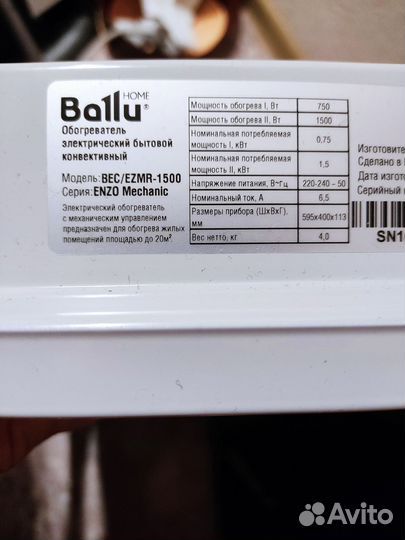 HOME
Ballu®
Обогреватель
электрический бытовой
конвективный
Модель: BEC/EZMR-1500
Серия: ENZO Mechanic
Электрический обогреватель
с механическим управлением
предназначен для обогрева жилых
помещений площадью до 20м²
Мощность обогрева I, Вт 750
Мощность обогрева II, Вт 1500
Номинальная потребляемая
мощность I, кВт 0,75
Номинальная потребляемая
мощность II, кВт 1,5
Напряжение питания, В~Гц 220-240 ~ 50
Номинальный ток, А 6,5
Размеры прибора (ШхВхГ),
мм 595x400x113
Вес нетто, кг 4,0
Изготовите
Сделано в
Дата изгото
Серийный
SN1
Avito